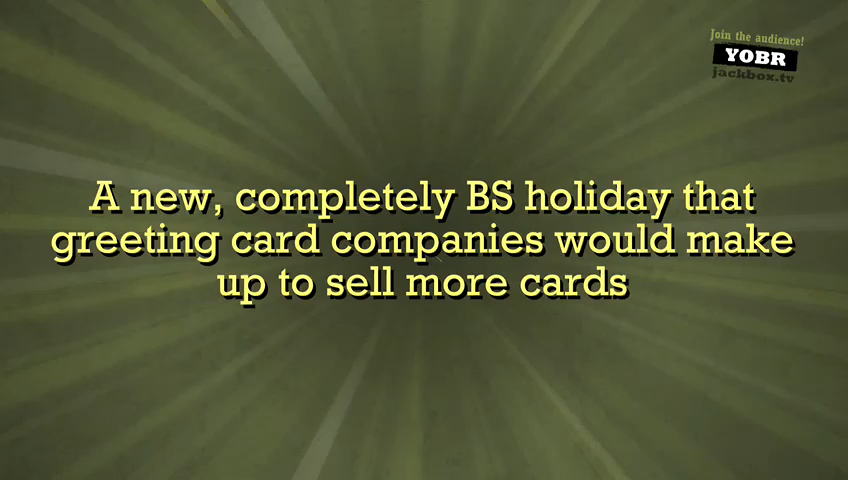 Join the audience!
YOBR
jackbox.tv
A new, completely BS holiday that
greeting card companies would make
up to sell more cards